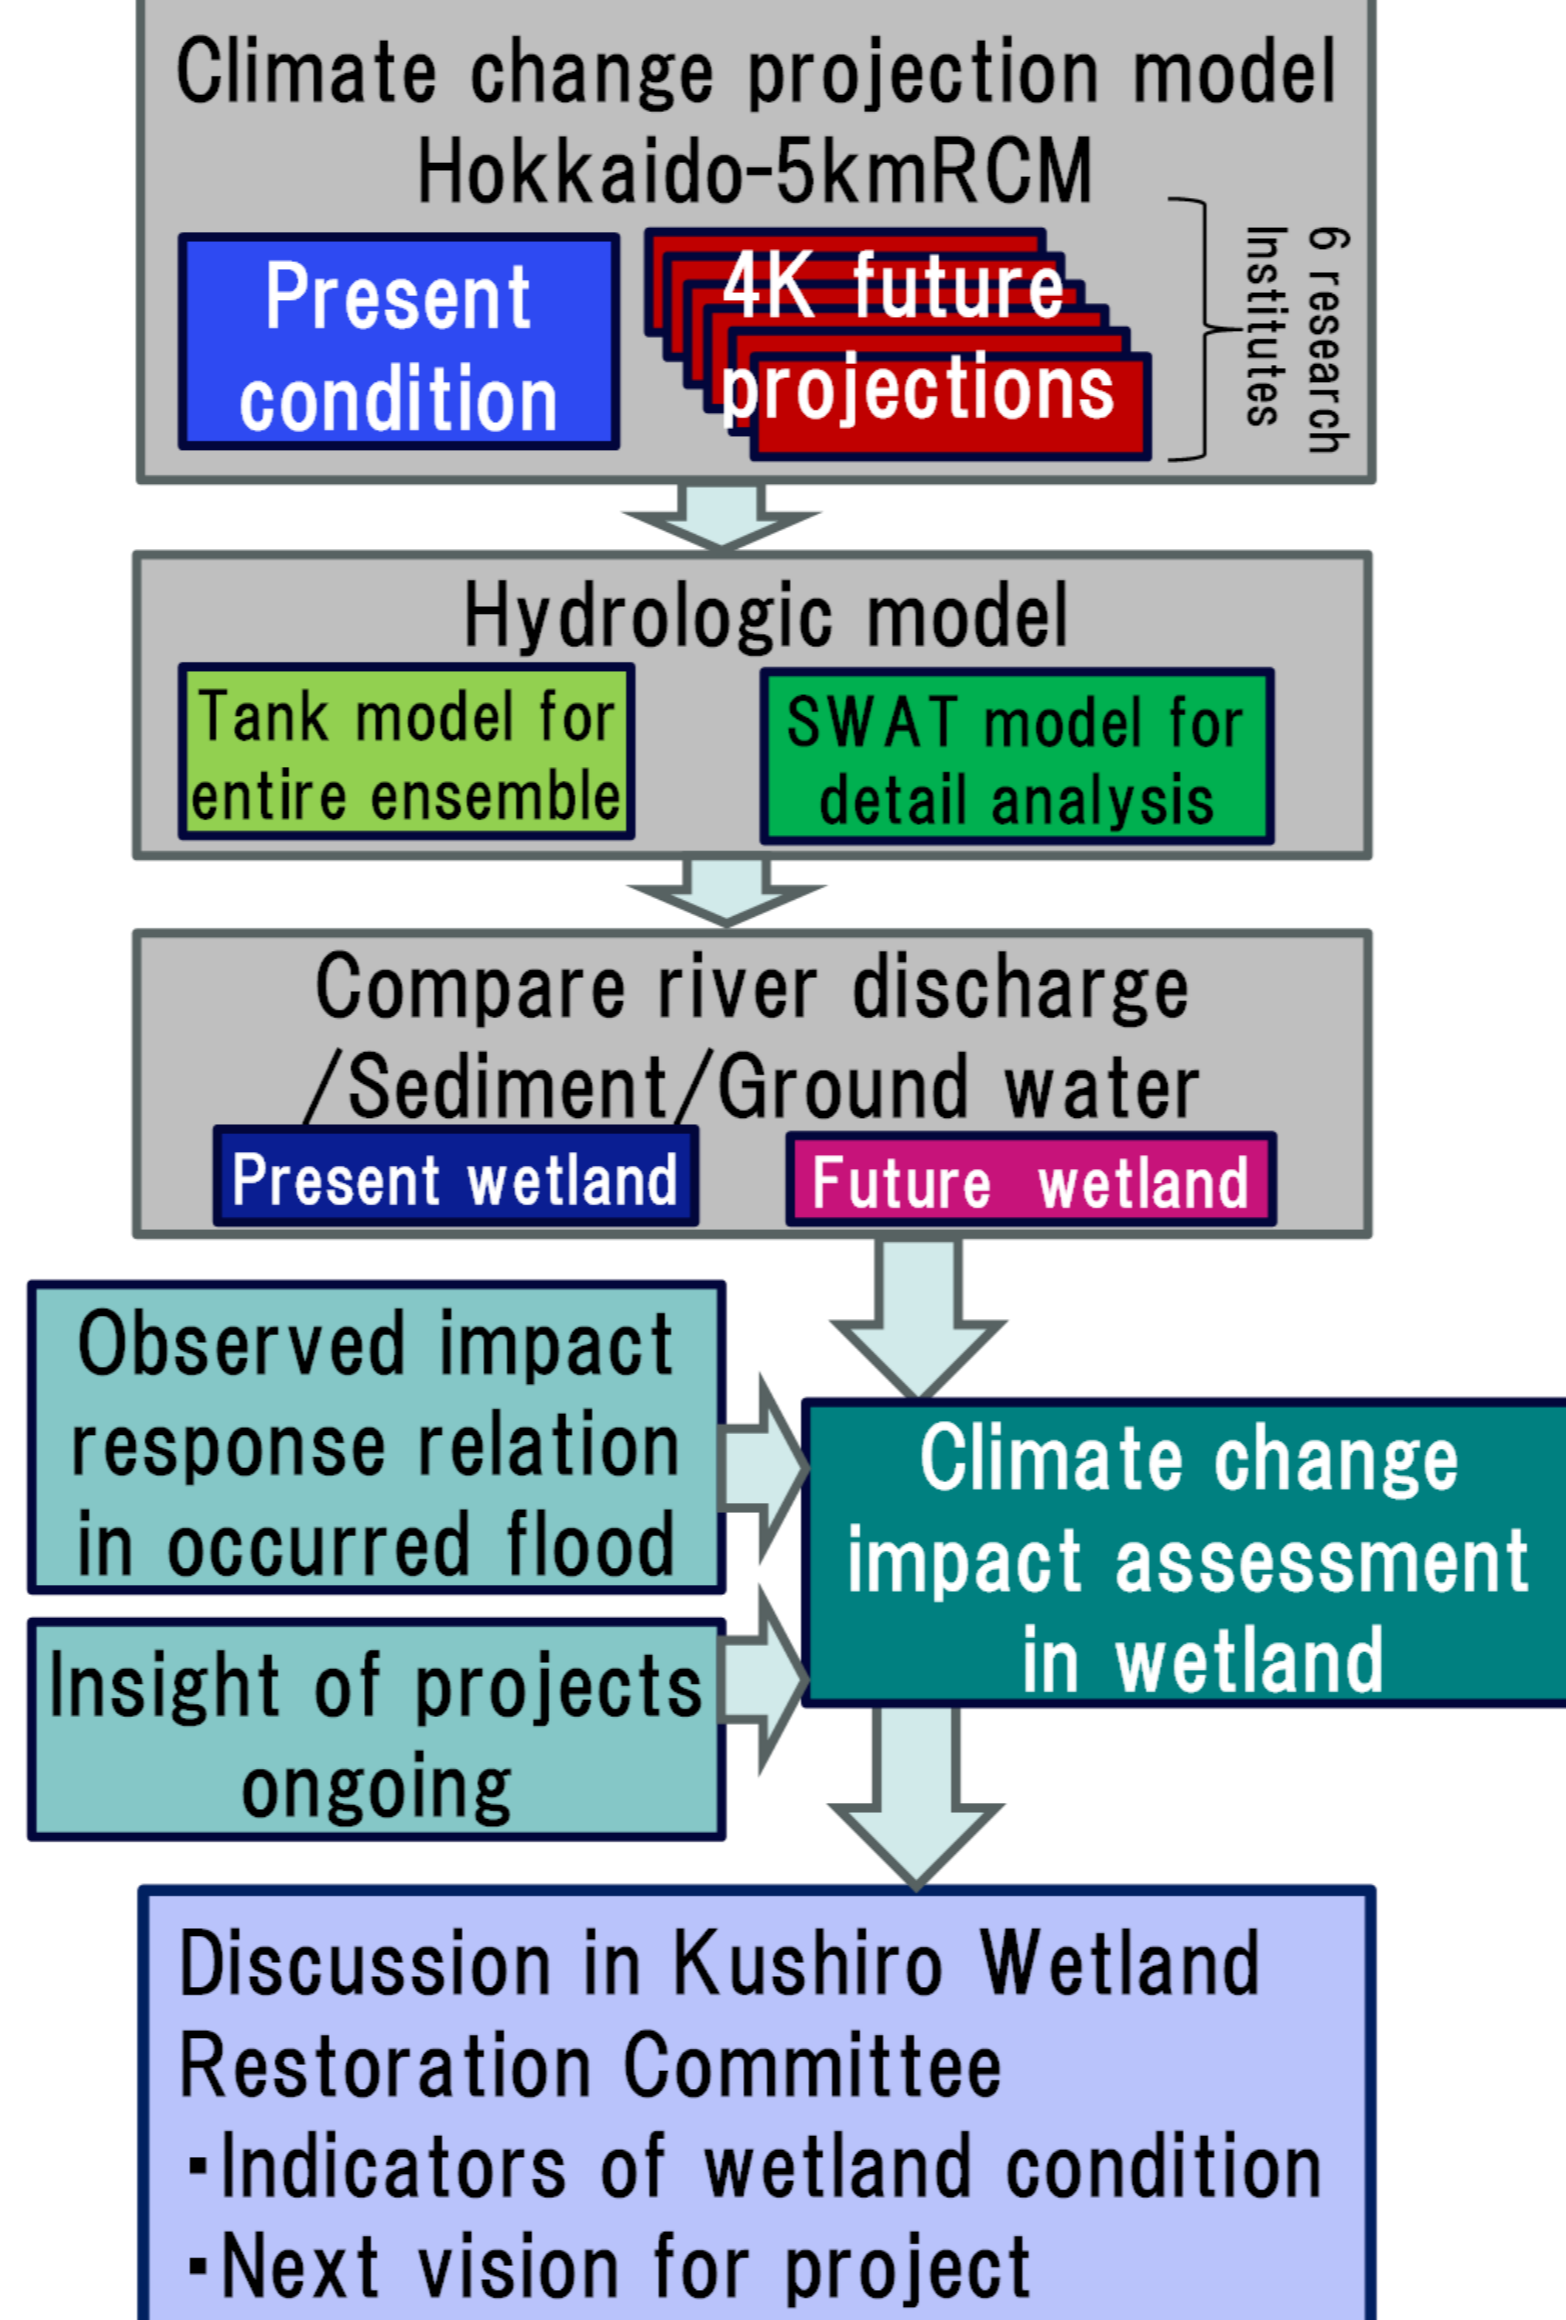 Climate change projection model
Hokkaido-5kmRCM
Present
condition
4K future
projections
6 research
Institutes
Hydrologic model
Tank model for
entire ensemble
SWAT model for
detail analysis
Compare river discharge
/Sediment/Ground water
Present wetland
Future wetland
Observed impact
response relation
in occurred flood
Insight of projects
ongoing
Climate change
impact assessment
in wetland
Discussion in Kushiro Wetland
Restoration Committee
･Indicators of wetland condition
･Next vision for project